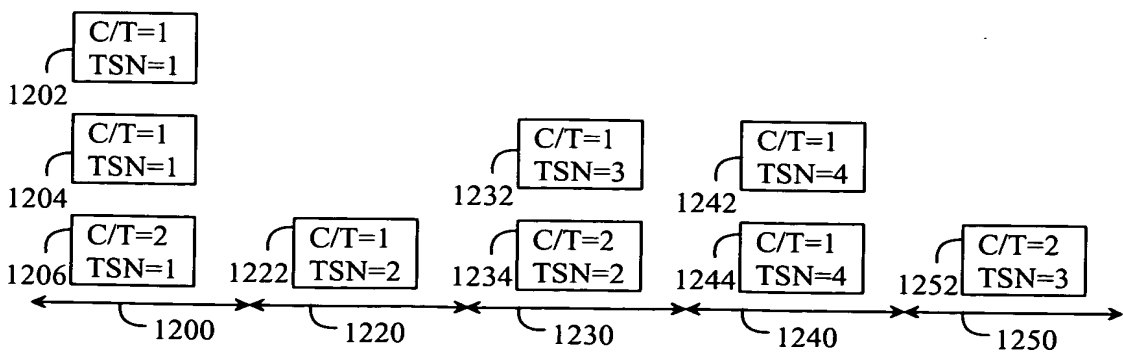 C/T=1
TSN=1
1202
C/T=1
TSN=1
1204
C/T=2
TSN=1
1206
C/T=1
TSN=2
1222
C/T=1
TSN=3
1232
C/T=2
TSN=2
1234
C/T=1
TSN=4
1242
C/T=1
TSN=4
1244
C/T=2
TSN=3
1252
1200
1220
1230
1240
1250